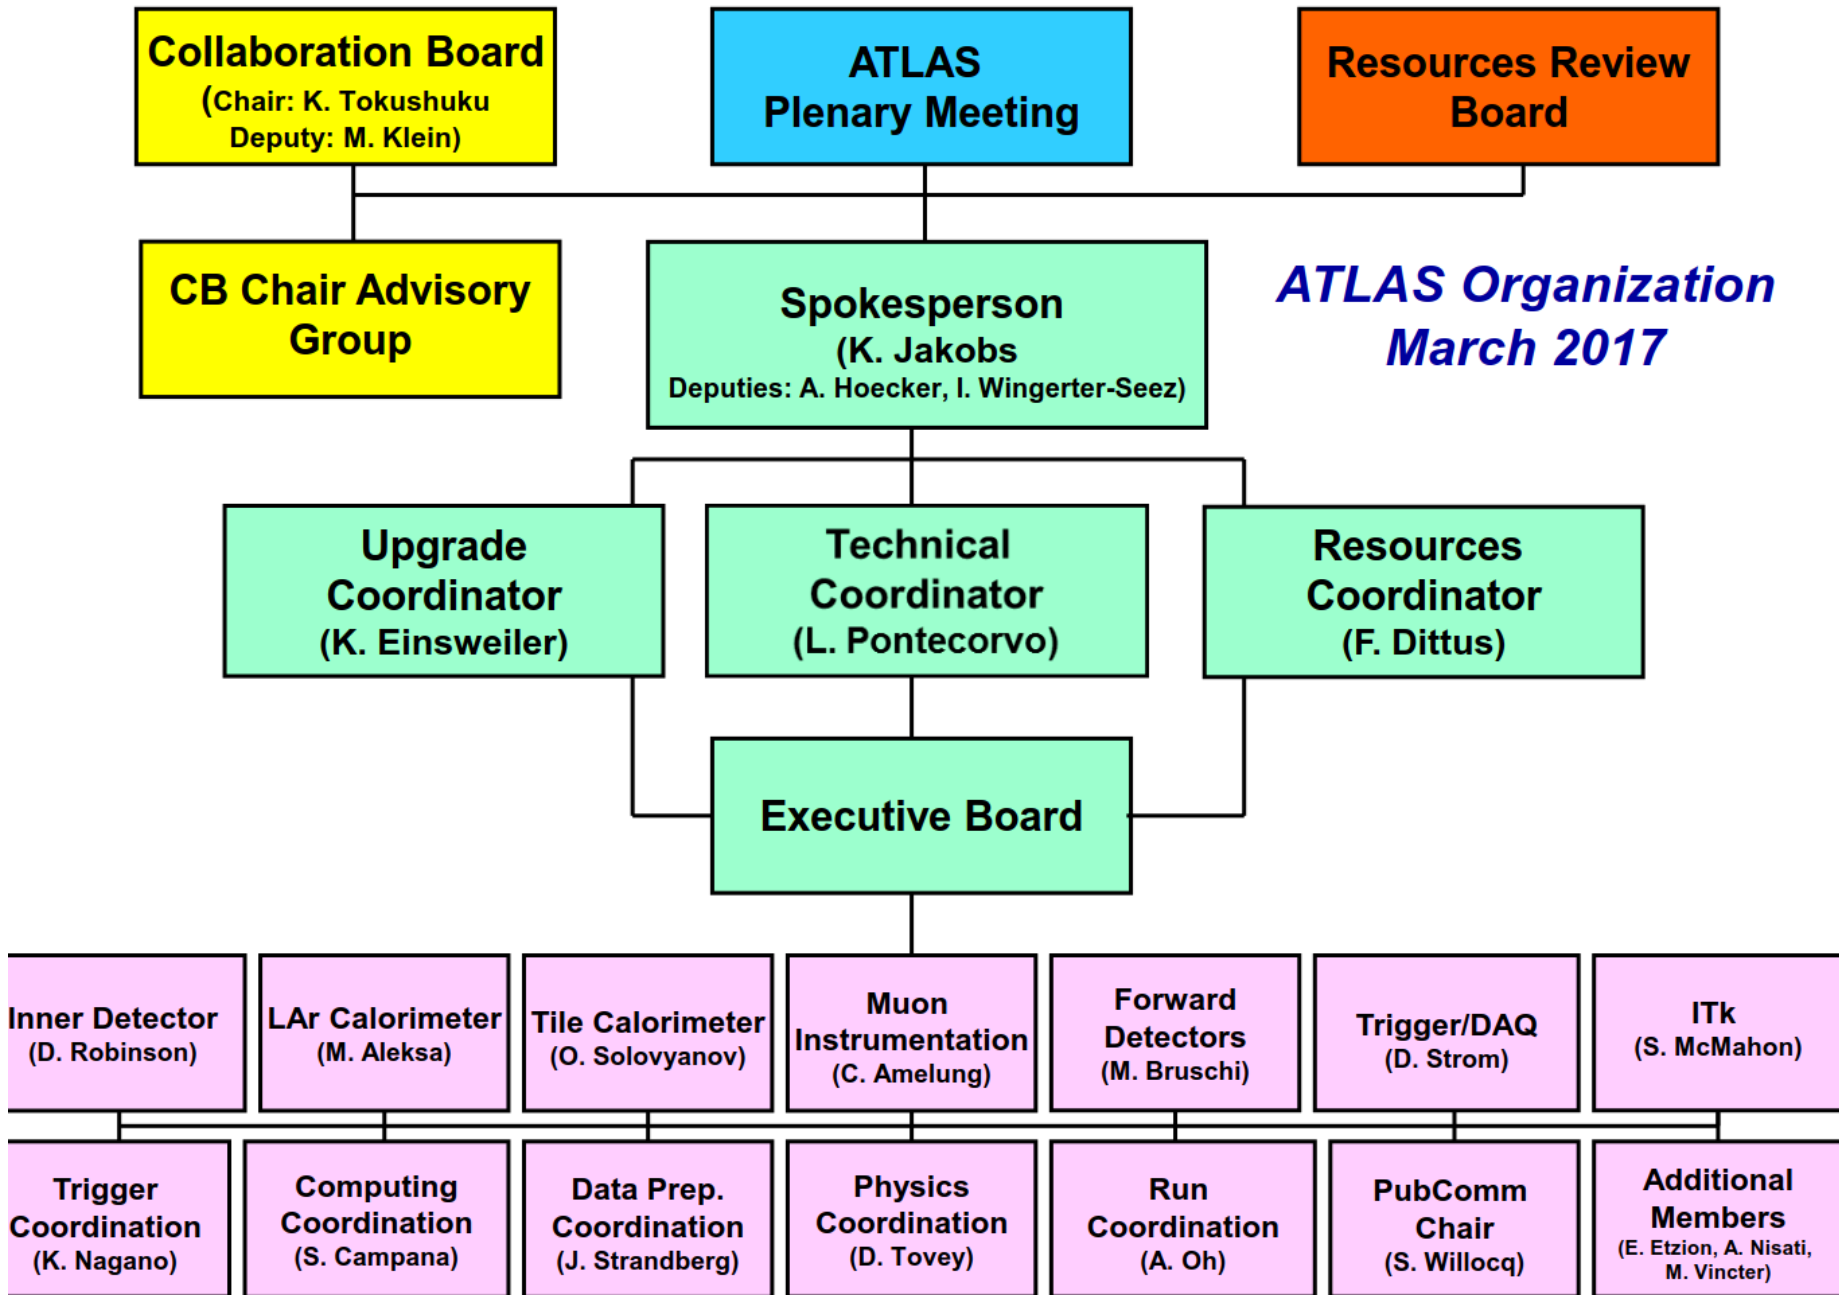 Collaboration Board
(Chair: K. Tokushuku
Deputy: M. Klein)
ATLAS
Plenary Meeting
Resources Review
Board
CB Chair Advisory
Group
Spokesperson
(K. Jakobs
Deputies: A. Hoecker, I. Wingerter-Seez)
ATLAS Organization
March 2017
Upgrade
Coordinator
(K. Einsweiler)
Technical
Coordinator
(L. Pontecorvo)
Resources
Coordinator
(F. Dittus)
Executive Board
Inner Detector
(D. Robinson)
LAr Calorimeter
(M. Aleksa)
Tile Calorimeter
(O. Solovyanov)
Muon
Instrumentation
(C. Amelung)
Forward
Detectors
(M. Bruschi)
Trigger/DAQ
(D. Strom)
ITk
(S. McMahon)
Trigger
Coordination
(K. Nagano)
Computing
Coordination
(S. Campana)
Data Prep.
Coordination
(J. Strandberg)
Physics
Coordination
(D. Tovey)
Run
Coordination
(A. Oh)
PubComm
Chair
(S. Willocq)
Additional
Members
(E. Etzion, A. Nisati,
M. Vincter)